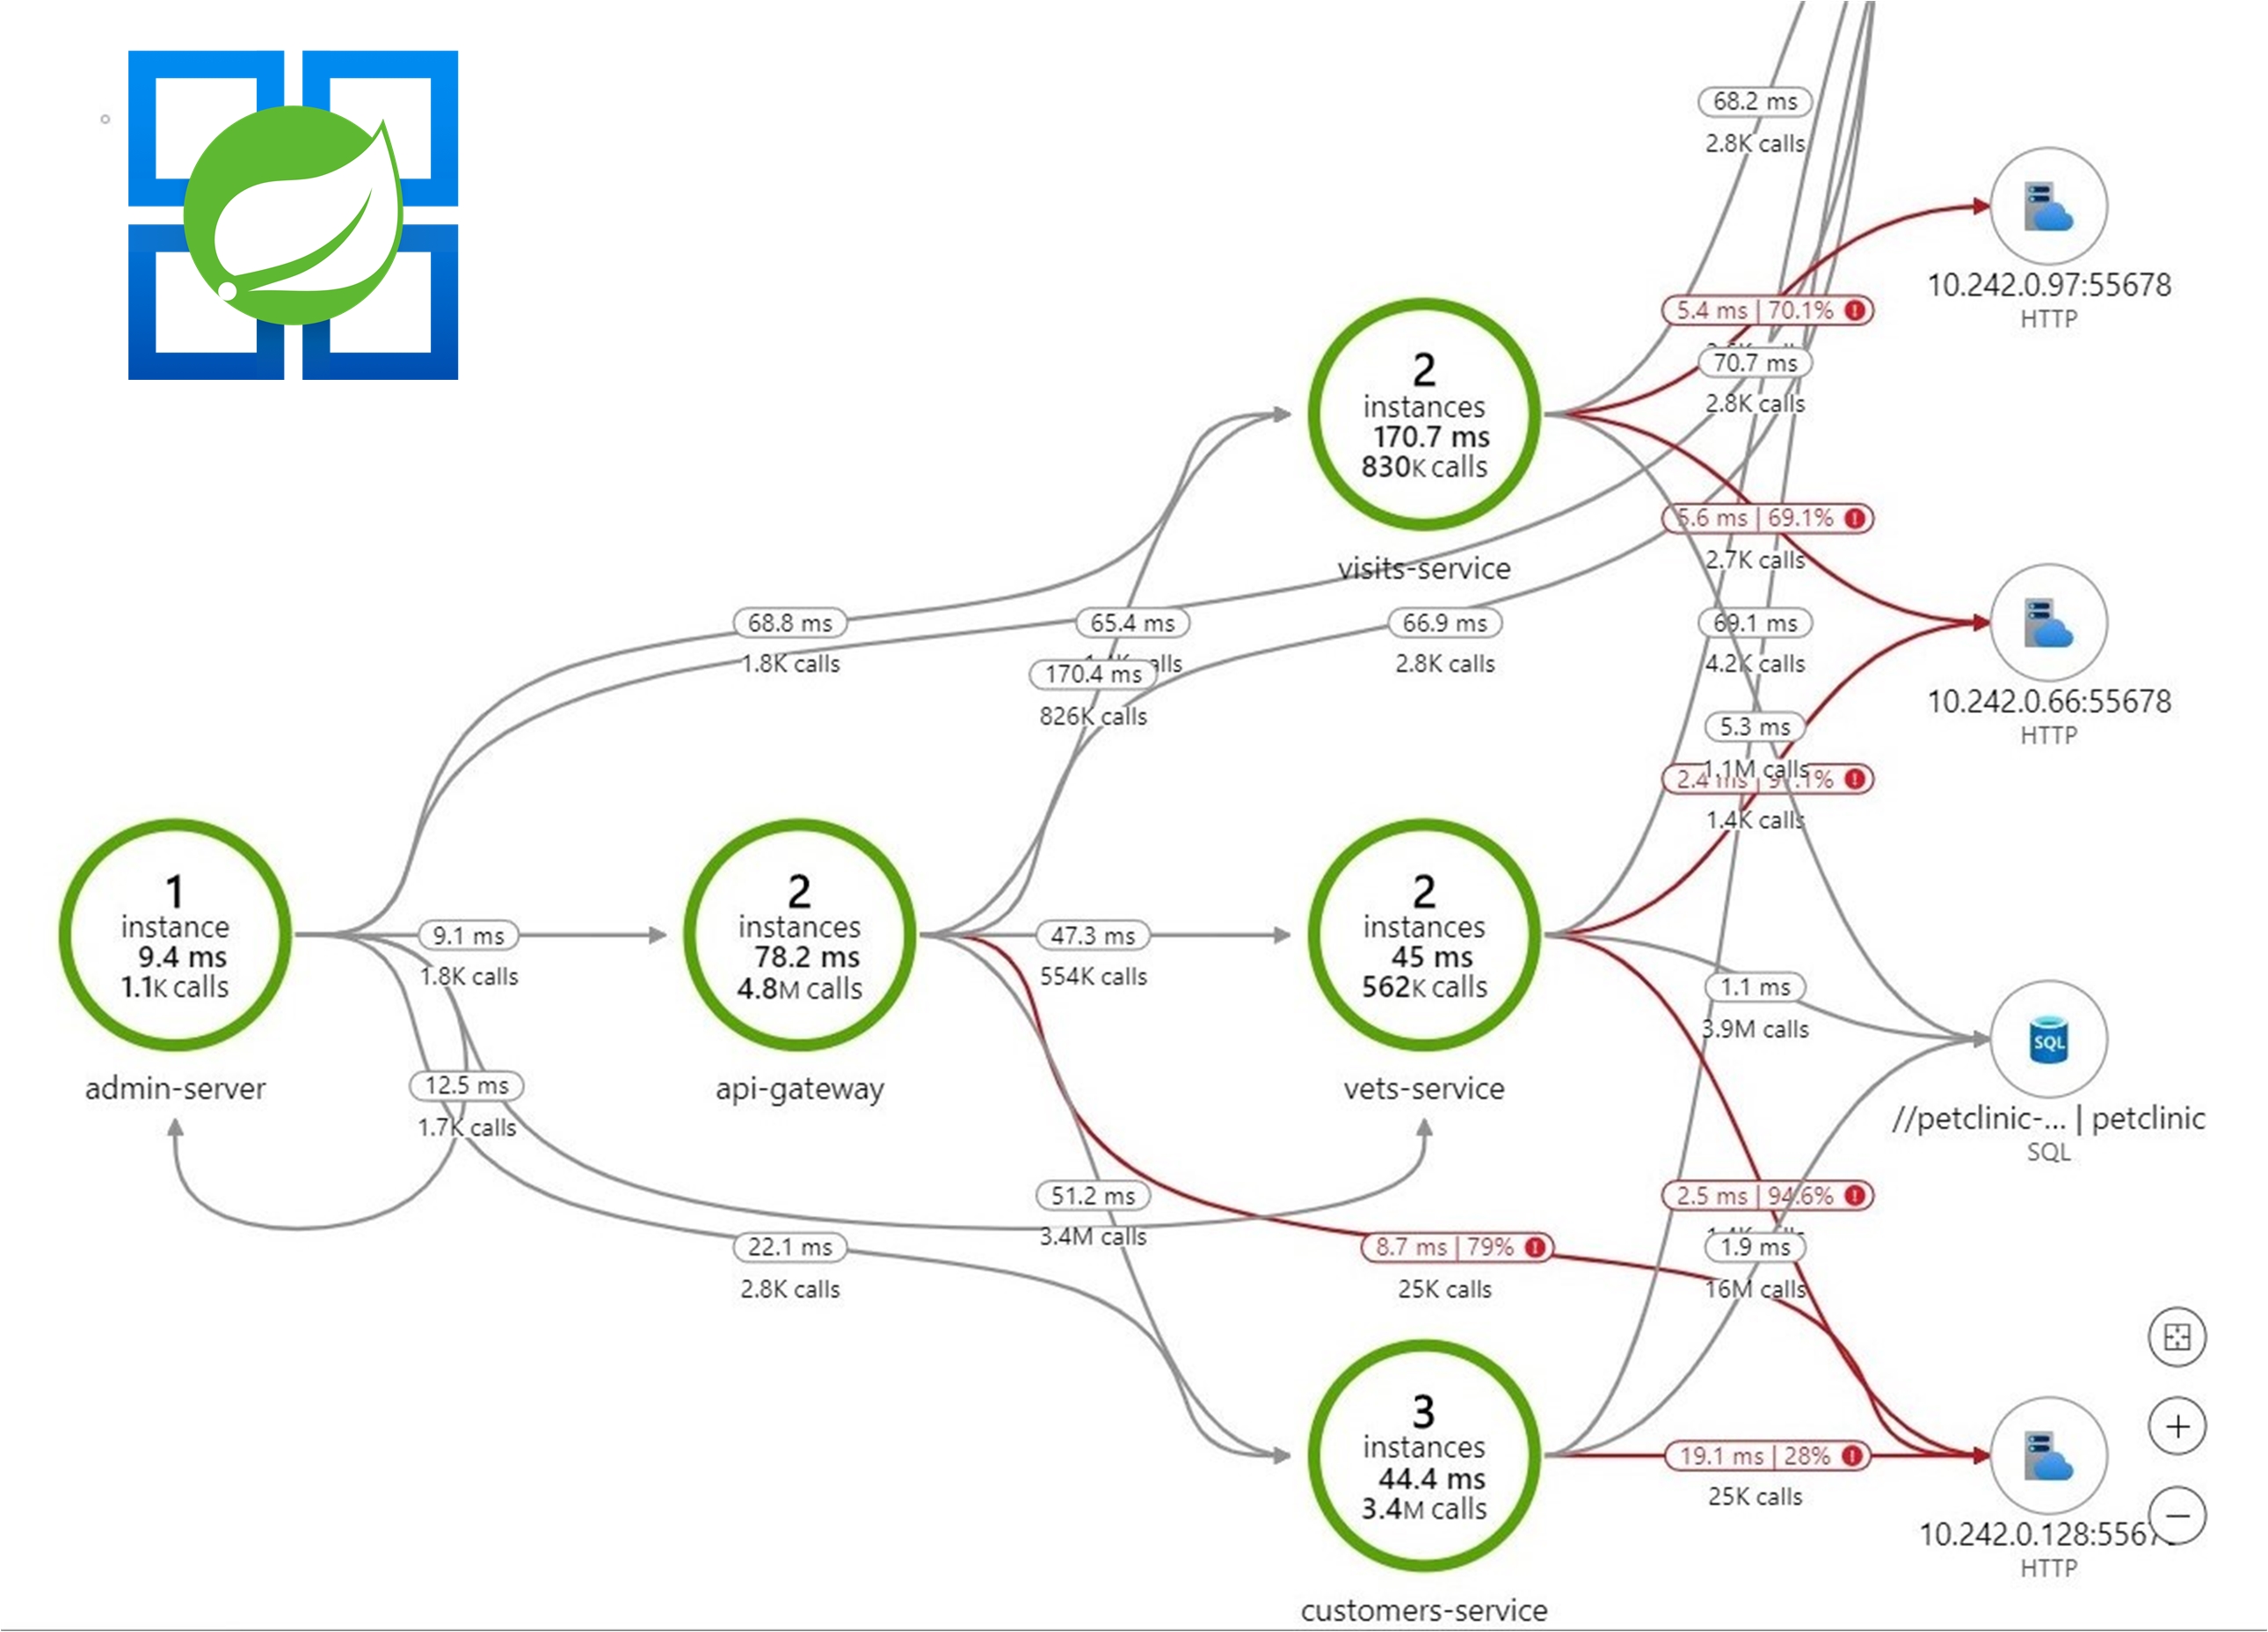 68.2 ms
2.8K calls
10.242.0.97:55678
HTTP
5.4 ms | 70.1%
70.7 ms
2.8K calls
2
instances
170.7 ms
830K calls
visits-service
5.6 ms | 69.1%
2.7K calls
10.242.0.66:55678
HTTP
68.8 ms
1.8K calls
65.4 ms
170.4 ms
826K calls
66.9 ms
2.8K calls
69.1 ms
4.2K calls
5.3 ms
1.1M calls
1.4K calls
1
instance
9.4 ms
1.1K calls
admin-server
9.1 ms
1.8K calls
2
instances
78.2 ms
4.8M calls
api-gateway
47.3 ms
554K calls
2
instances
45 ms
562K calls
vets-service
1.1 ms
3.9M calls
SQL
//petclinic-... | petclinic
SQL
12.5 ms
1.7K calls
51.2 ms
3.4M calls
22.1 ms
2.8K calls
8.7 ms | 79%
25K calls
2.5 ms | 94.6%
1.9 ms
16M calls
3
instances
44.4 ms
3.4M calls
customers-service
19.1 ms | 28%
25K calls
10.242.0.128:5567
HTTP